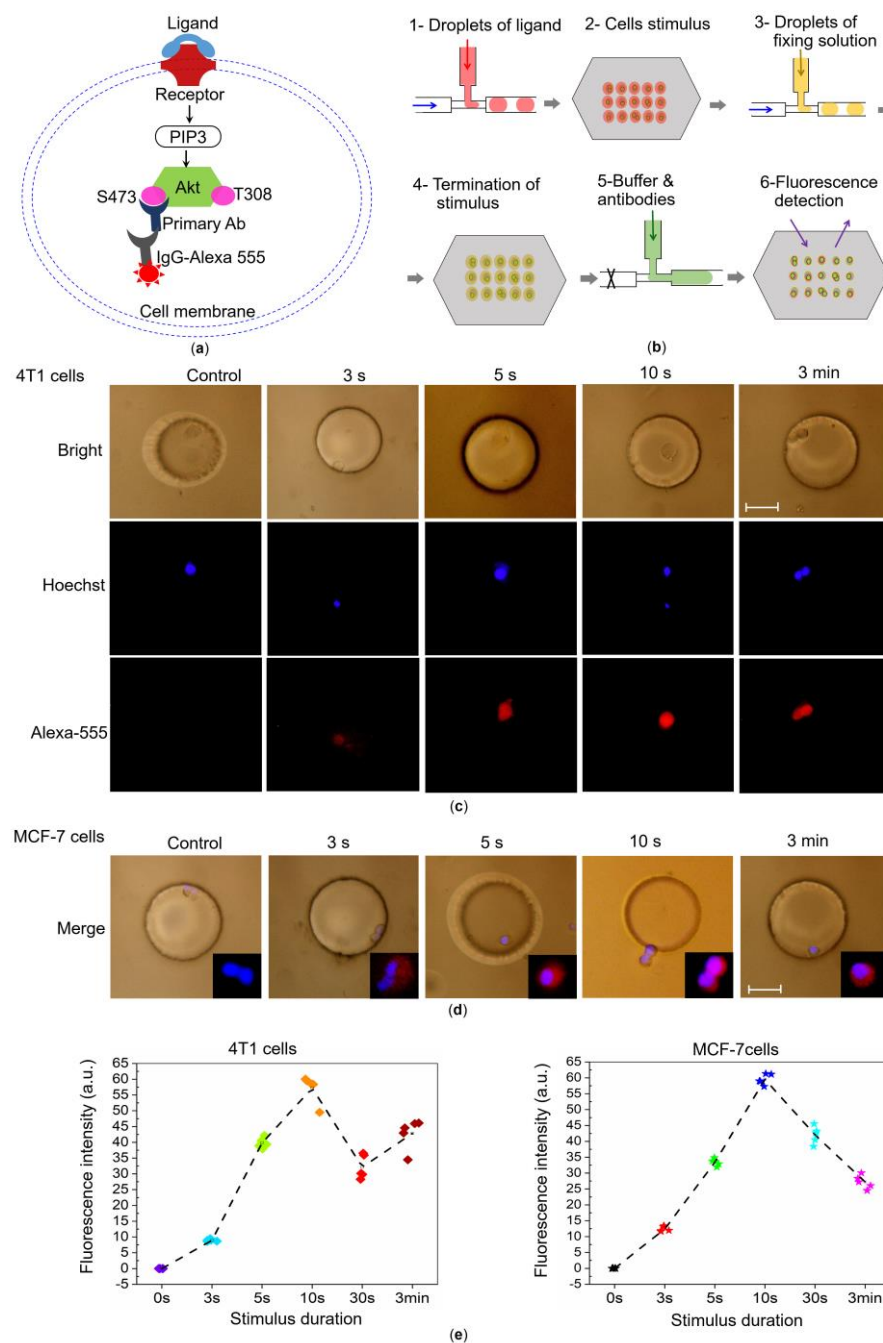 Ligand
Receptor
PIP3
Akt
S473
T308
Primary Ab
IgG-Alexa 555
Cell membrane
(a)
1- Droplets of ligand
2- Cells stimulus
3- Droplets of
fixing solution
4- Termination of
stimulus
5-Buffer &
antibodies
6-Fluorescence
detection
(b)
4T1 cells
Control
3 s
5 s
10 s
3 min
Bright
Hoechst
Alexa-555
(c)
MCF-7 cells
Control
3 s
5 s
10 s
3 min
Merge
(d)
4T1 cells
Fluorescence intensity (a.u.)
65
60
55
50
45
40
35
30
25
20
15
10
5
0
-5
0s
3s
5s
10s
30s
3min
Stimulus duration
MCF-7cells
Fluorescence intensity (a.u.)
65
60
55
50
45
40
35
30
25
20
15
10
5
0
-5
0s
3s
5s
10s
30s
3min
Stimulus duration
(e)